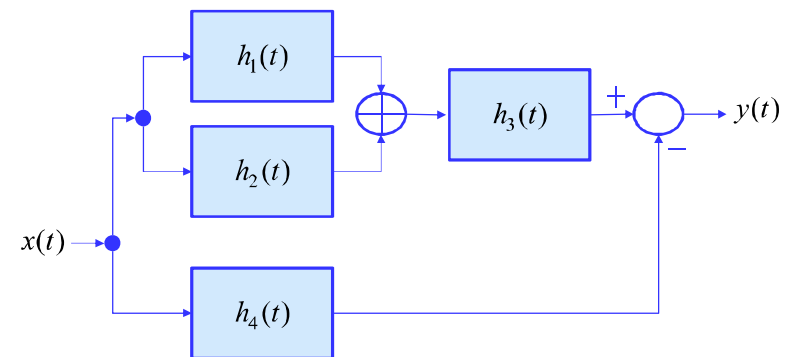 h₁(t)
h₂(t)
h₃(t)
+
−
y(t)
x(t)
h₄(t)